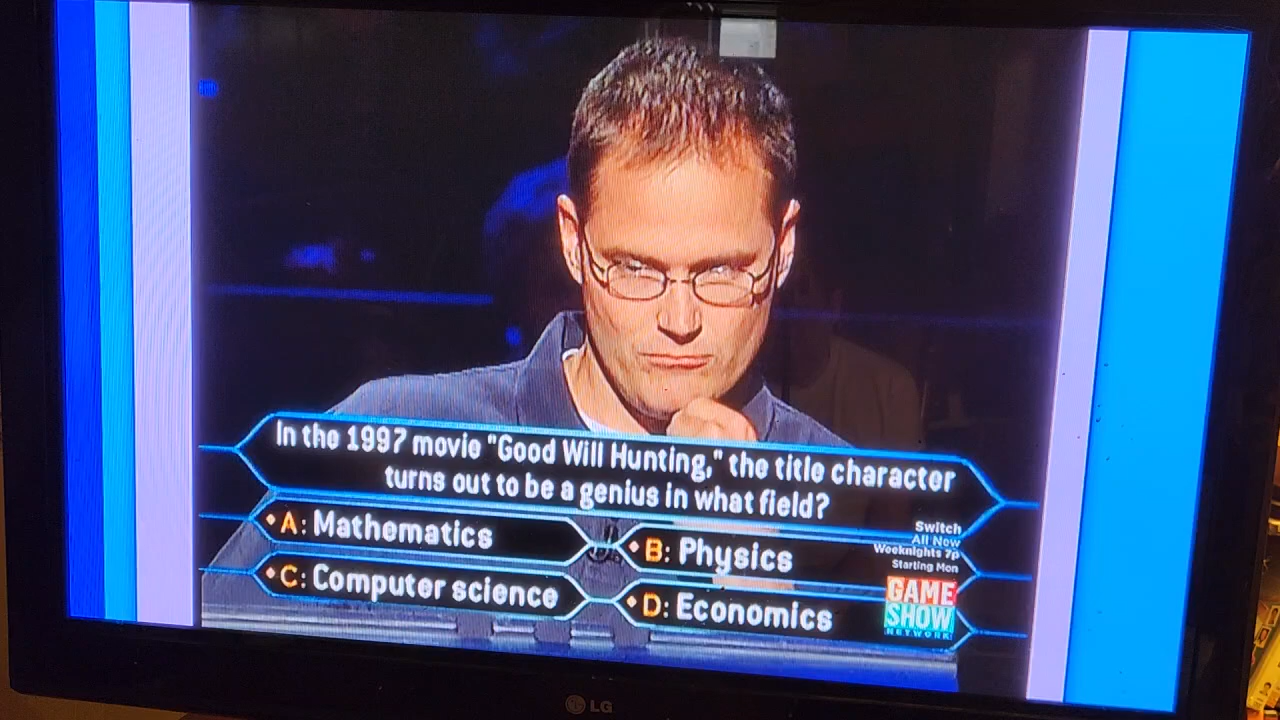 In the 1997 movie "Good Will Hunting," the title character
turns out to be a genius in what field?
A: Mathematics
B: Physics
C: Computer science
D: Economics
Switch
All New
Weeknights 7p
Starting Mon
GAME
SHOW
NETWORK
LG